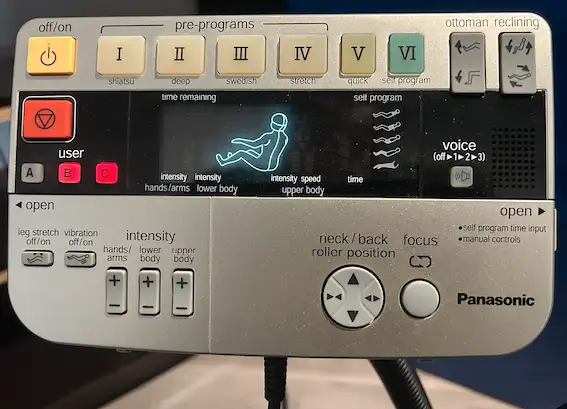 off/on
pre-programs
ottoman reclining
I
II
III
IV
V
VI
shiatsu
deep
swedish
stretch
quick
self program
time remaining
self program
user
A
B
C
voice
(off▸1▸2▸3)
intensity
intensity
intensity speed
time
hands/arms
lower body
upper body
◀ open
open ▶
•self program time input
•manual controls
leg stretch
off/on
vibration
off/on
intensity
hands/
arms
lower
body
upper
body
+
+
+
−
−
−
neck / back
roller position
focus
Panasonic